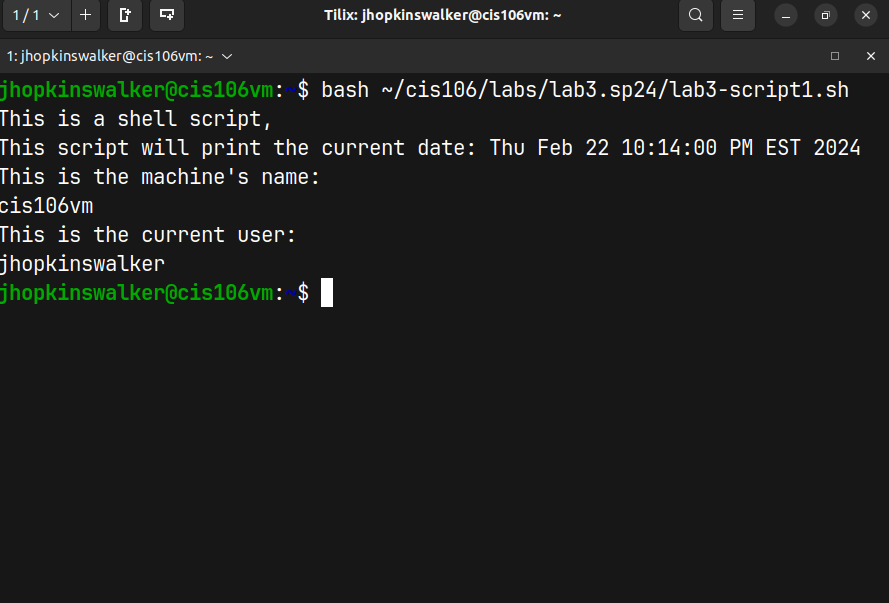 1 / 1
Tilix: jhopkinswalker@cis106vm: ~
1: jhopkinswalker@cis106vm: ~
jhopkinswalker@cis106vm:~$ bash ~/cis106/labs/lab3.sp24/lab3-script1.sh
This is a shell script,
This script will print the current date: Thu Feb 22 10:14:00 PM EST 2024
This is the machine's name:
cis106vm
This is the current user:
jhopkinswalker
jhopkinswalker@cis106vm:~$